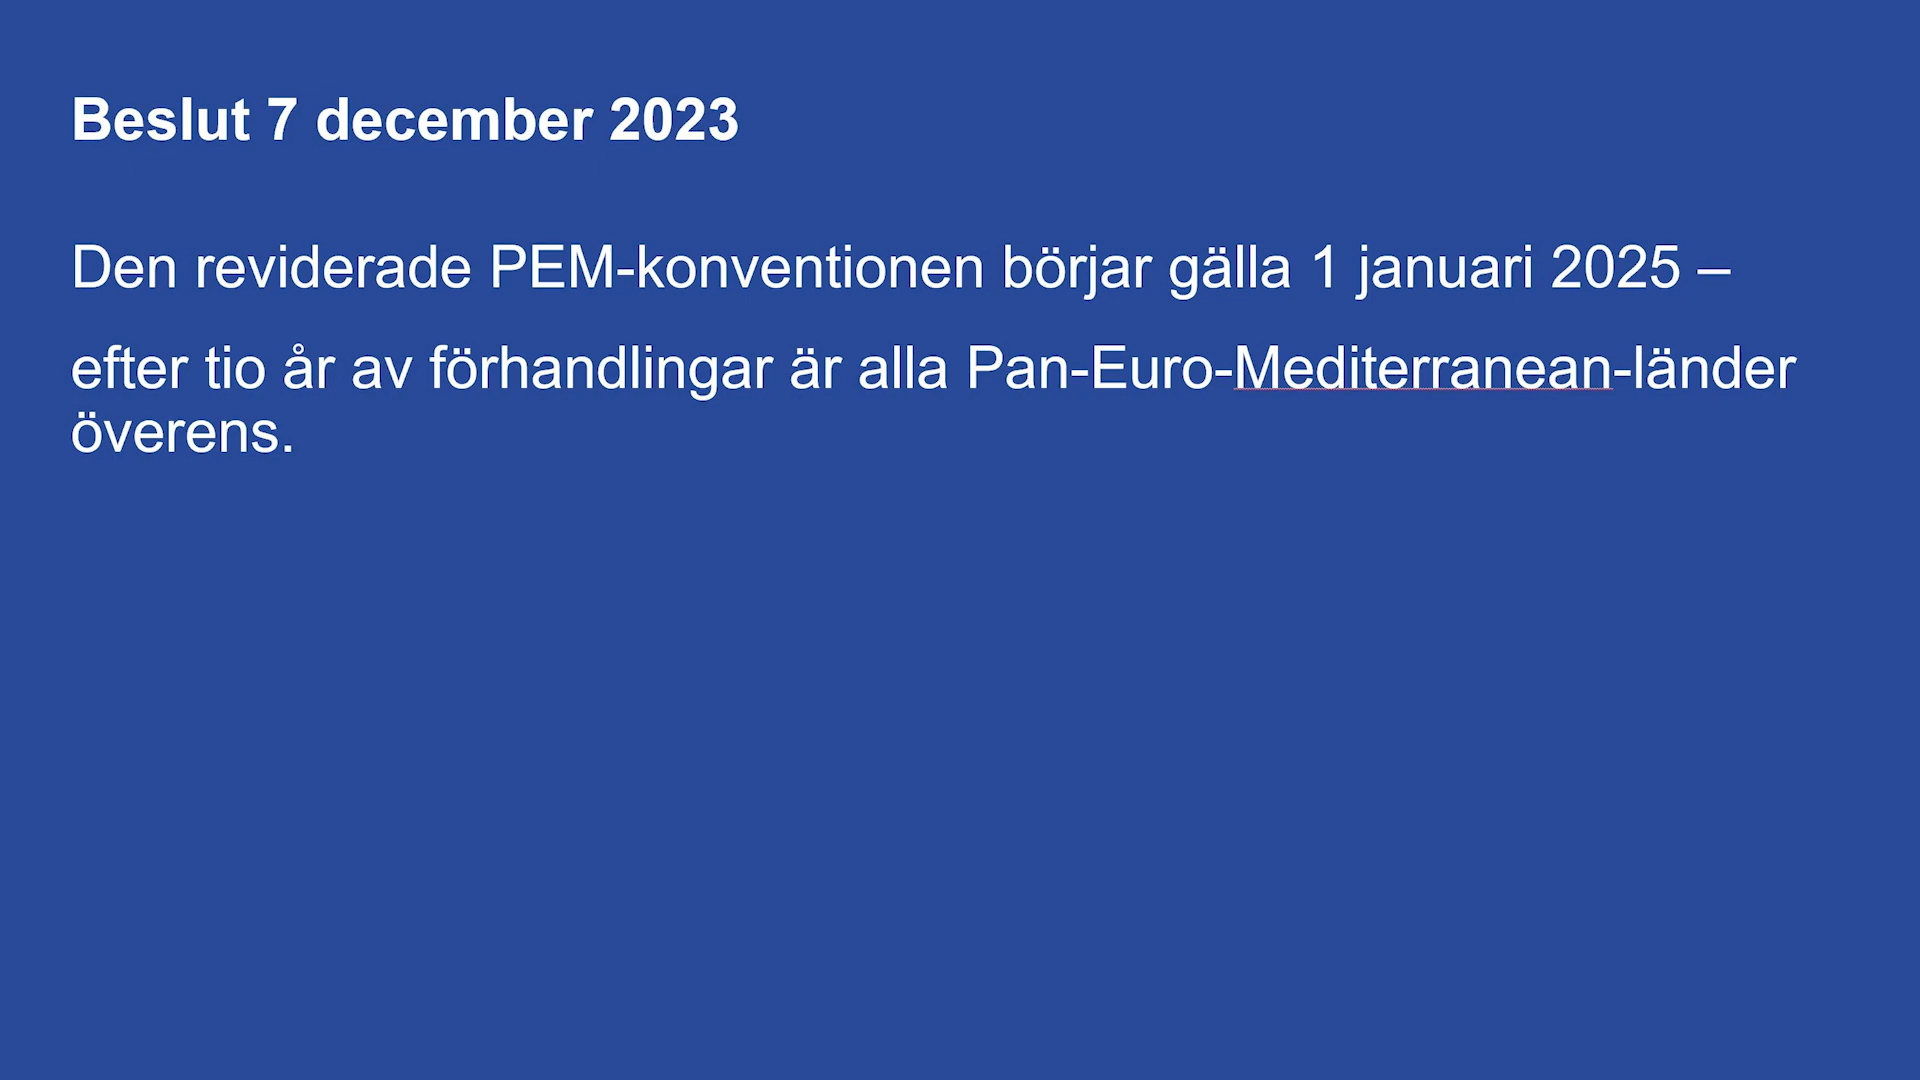 Beslut 7 december 2023
Den reviderade PEM-konventionen börjar gälla 1 januari 2025 –
efter tio år av förhandlingar är alla Pan-Euro-Mediterranean-länder
överens.